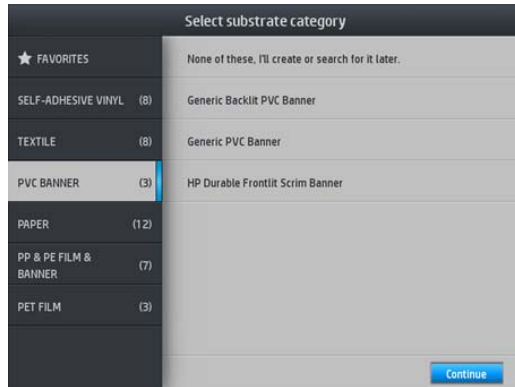 Select substrate category
FAVORITES
SELF-ADHESIVE VINYL (8)
TEXTILE (8)
PVC BANNER (3)
PAPER (12)
PP & PE FILM &
BANNER (7)
PET FILM (3)
None of these, I'll create or search for it later.
Generic Backlit PVC Banner
Generic PVC Banner
HP Durable Frontlit Scrim Banner
Continue